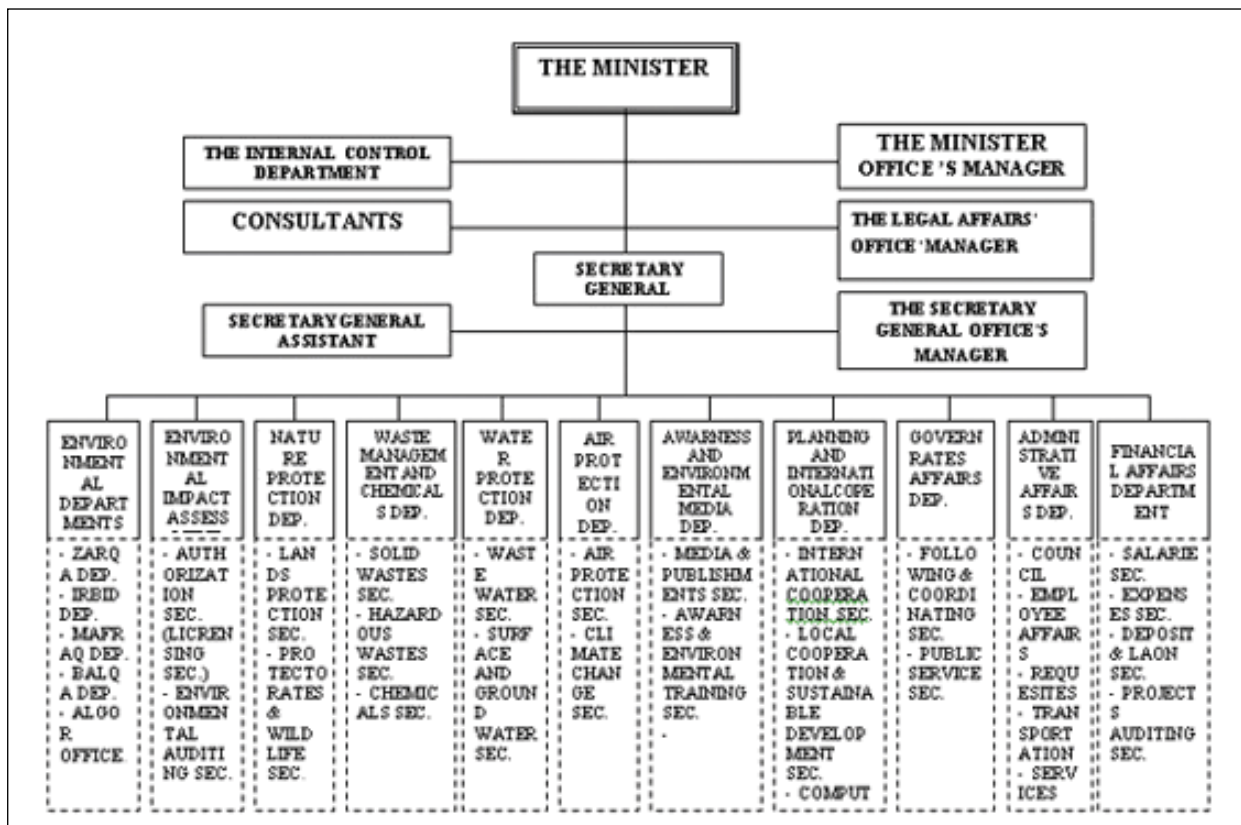 THE MINISTER
THE INTERNAL CONTROL
DEPARTMENT
THE MINISTER
OFFICE 'S MANAGER
CONSULTANTS
THE LEGAL AFFAIRS'
OFFICE 'MANAGER
SECRETARY
GENERAL
SECRETARY GENERAL
ASSISTANT
THE SECRETARY
GENERAL OFFICE'S
MANAGER
ENVIRO
NMENT
AL
DEPART
MENTS
- ZARQ
A DEP.
- IRBID
DEP.
- MAFR
AQ DEP.
- BALQ
A DEP.
- ALGO
R
OFFICE
ENVIRO
NMENT
AL
IMPACT
ASSESS
- AUTH
ORIZAT
ION
SEC.
(LICREN
SING
SEC.)
- ENVIR
ONMEN
TAL
AUDITI
NG SEC.
NATU
RE
PROTE
CTION
DEP.
- LAN
DS
PROTE
CTION
SEC.
- PRO
TECTO
RATES
&
WILD
LIFE
SEC.
WASTE
MANAGEM
ENT AND
CHEMICAL
S DEP.
- SOLID
WASTES
SEC.
- HAZARD
OUS
WASTES
SEC.
- CHEMIC
ALS SEC.
WATE
R
PROTE
CTION
DEP.
- WAST
E
WATER
SEC.
- SURF
ACE
AND
GROUN
D
WATER
SEC.
AIR
PROT
ECTI
ON
DEP.
- AIR
PROTE
CTION
SEC.
- CLI
MATE
CHAN
GE
SEC.
AWARNESS
AND
ENVIRONM
ENTAL
MEDIA DEP.
- MEDIA &
PUBLISHM
ENTS SEC.
- AWARN
ESS &
ENVIRON
MENTAL
TRAINING
SEC.
-
PLANNING
AND
INTERNATI
ONALCOPE
RATION
DEP.
- INTERN
ATIONAL
COOPERA
TION SEC.
- LOCAL
COOPERA
TION &
SUSTAINA
BLE
DEVELOP
MENT
SEC.
- COMPUT
GOVERN
RATES
AFFAIRS
DEP.
- FOLLO
WING &
COORDI
NATING
SEC.
- PUBLIC
SERVICE
SEC.
ADMINI
STRATI
VE
AFFAIR
S DEP.
- COUN
CIL
- EMPL
OYEE
AFFAIR
S
- REQU
ESITES
- TRAN
SPORT
ATION
- SERV
ICES
FINANCIA
L AFFAIRS
DEPARTM
ENT
- SALARIE
SEC.
- EXPENS
ES SEC.
- DEPOSIT
& LAON
SEC.
- PROJECT
S
AUDITING
SEC.